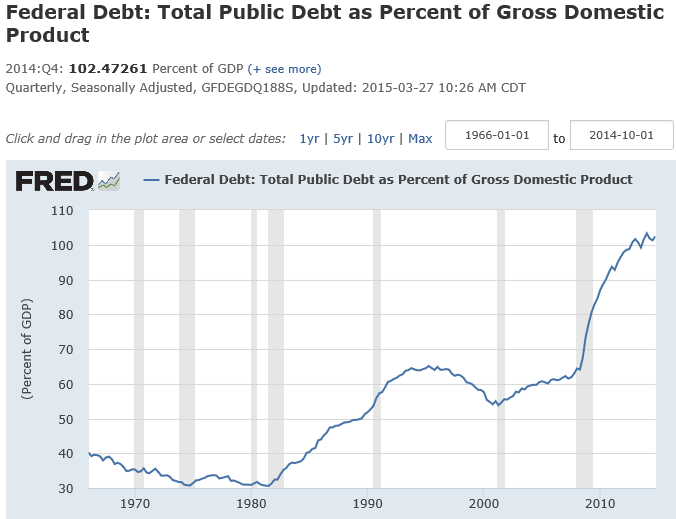 Federal Debt: Total Public Debt as Percent of Gross Domestic
Product
2014:Q4: 102.47261 Percent of GDP (+ see more)
Quarterly, Seasonally Adjusted, GFDEGDQ188S, Updated: 2015-03-27 10:26 AM CDT
Click and drag in the plot area or select dates: 1yr | 5yr | 10yr | Max 1966-01-01 to 2014-10-01
FRED
Federal Debt: Total Public Debt as Percent of Gross Domestic Product
110
100
90
80
70
60
50
40
30
(Percent of GDP)
1970 1980 1990 2000 2010